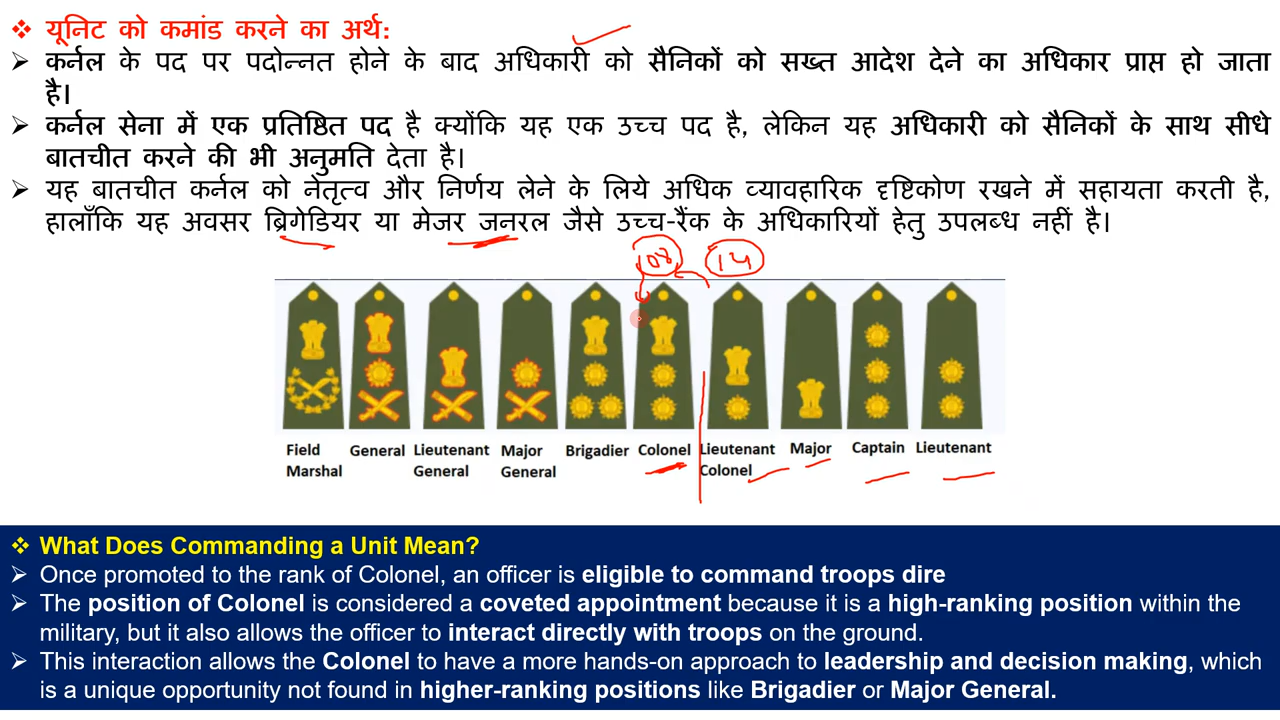 ❖ यूनिट को कमांड करने का अर्थ:
➢ कर्नल के पद पर पदोन्नत होने के बाद अधिकारी को सैनिकों को सख्त आदेश देने का अधिकार प्राप्त हो जाता
है।
➢ कर्नल सेना में एक प्रतिष्ठित पद है क्योंकि यह एक उच्च पद है, लेकिन यह अधिकारी को सैनिकों के साथ सीधे
बातचीत करने की भी अनुमति देता है।
➢ यह बातचीत कर्नल को नेतृत्व और निर्णय लेने के लिये अधिक व्यावहारिक दृष्टिकोण रखने में सहायता करती है,
हालाँकि यह अवसर ब्रिगेडियर या मेजर जनरल जैसे उच्च-रैंक के अधिकारियों हेतु उपलब्ध नहीं है।
108 14
Field General Lieutenant Major Brigadier Colonel Lieutenant Major Captain Lieutenant
Marshal General General Colonel
❖ What Does Commanding a Unit Mean?
➢ Once promoted to the rank of Colonel, an officer is eligible to command troops dire
➢ The position of Colonel is considered a coveted appointment because it is a high-ranking position within the
military, but it also allows the officer to interact directly with troops on the ground.
➢ This interaction allows the Colonel to have a more hands-on approach to leadership and decision making, which
is a unique opportunity not found in higher-ranking positions like Brigadier or Major General.